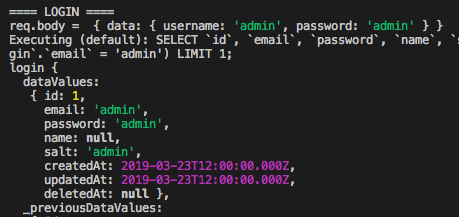 ==== LOGIN ====
req.body =  { data: { username: 'admin', password: 'admin' } }
Executing (default): SELECT `id`, `email`, `password`, `name`, `
gin`.`email` = 'admin') LIMIT 1;
login {
  dataValues:
   { id: 1,
     email: 'admin',
     password: 'admin',
     name: null,
     salt: 'admin',
     createdAt: 2019-03-23T12:00:00.000Z,
     updatedAt: 2019-03-23T12:00:00.000Z,
     deletedAt: null },
  _previousDataValues: